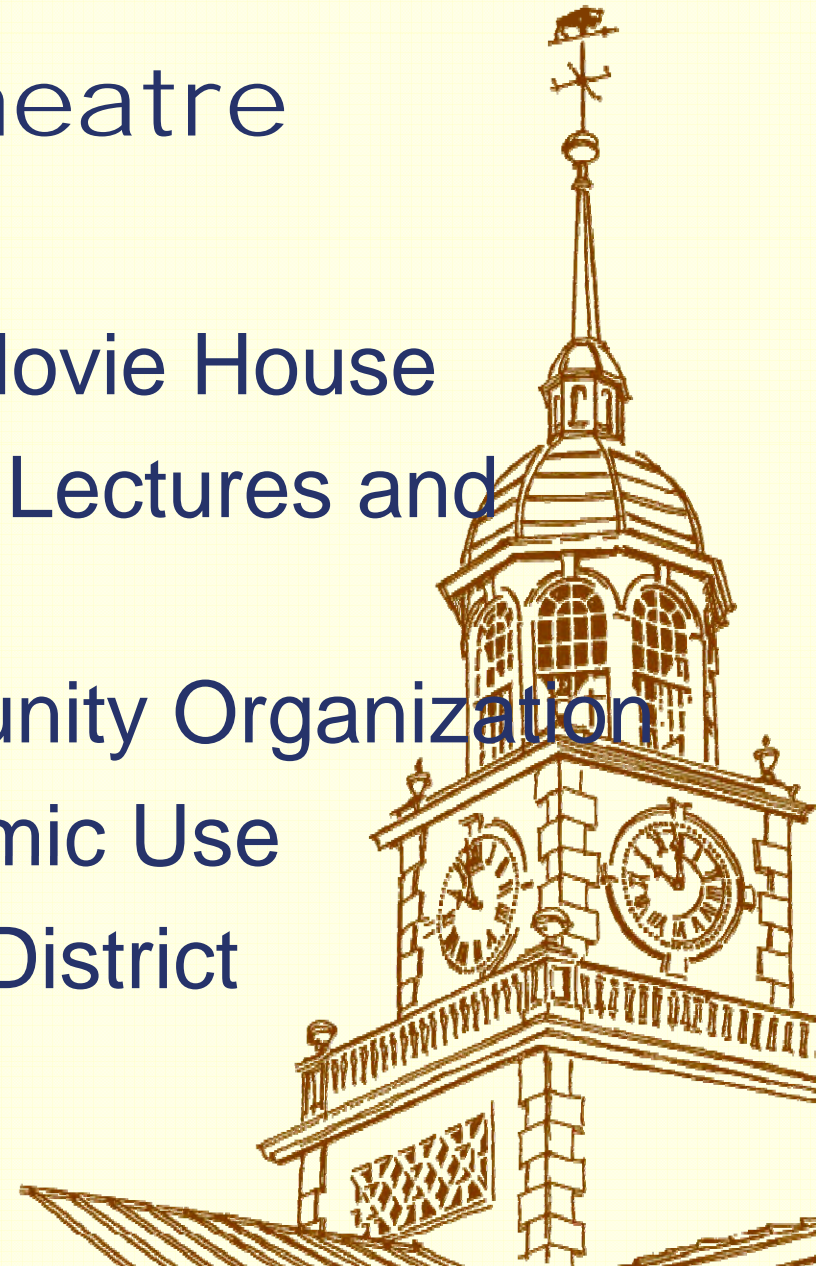 heatre
Movie House
Lectures and
unity Organization
mic Use
District